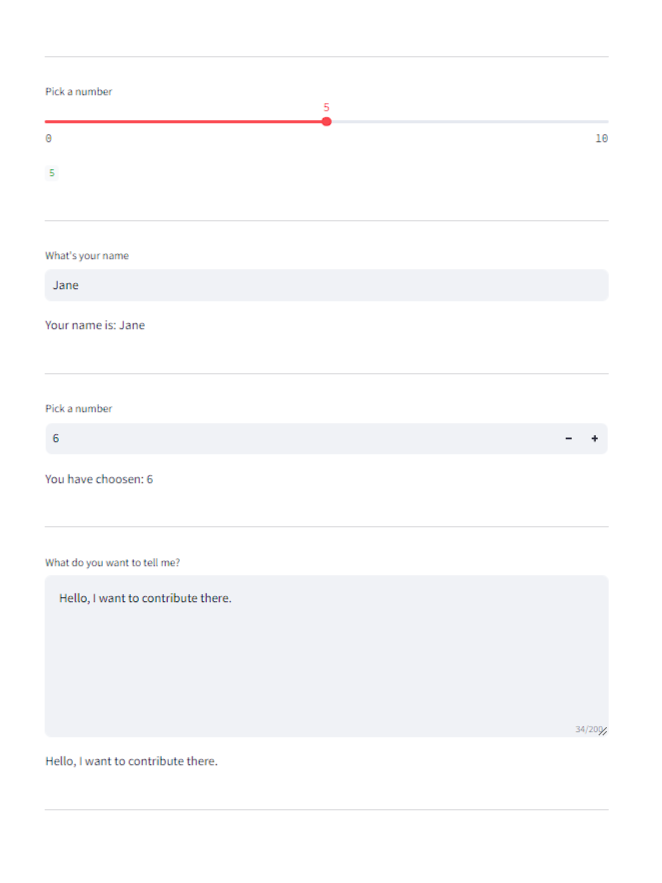 Pick a number
5
0 10
5
What's your name
Jane
Your name is: Jane
Pick a number
6 - +
You have choosen: 6
What do you want to tell me?
Hello, I want to contribute there.
34/200
Hello, I want to contribute there.